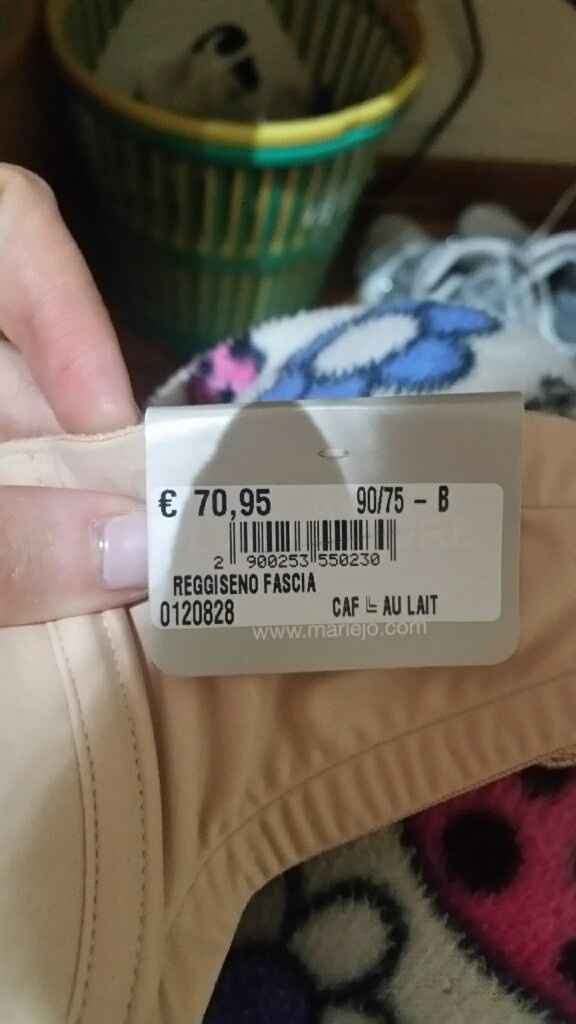 € 70,95 90/75 - B
2 900253 550230
REGGISENO FASCIA
0120828 CAF╚ AU LAIT
www.mariejo.com